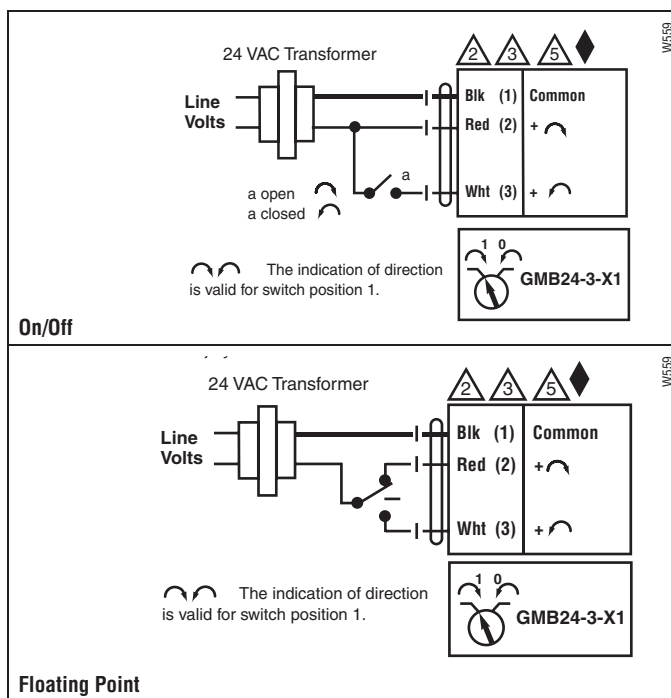 W559
24 VAC Transformer
2 3 5
Line
Volts
Blk (1) Common
Red (2) +
a
Wht (3) +
a open
a closed
1 0
GMB24-3-X1
The indication of direction
is valid for switch position 1.
On/Off
W559
24 VAC Transformer
2 3 5
Line
Volts
Blk (1) Common
Red (2) +
Wht (3) +
1 0
GMB24-3-X1
The indication of direction
is valid for switch position 1.
Floating Point